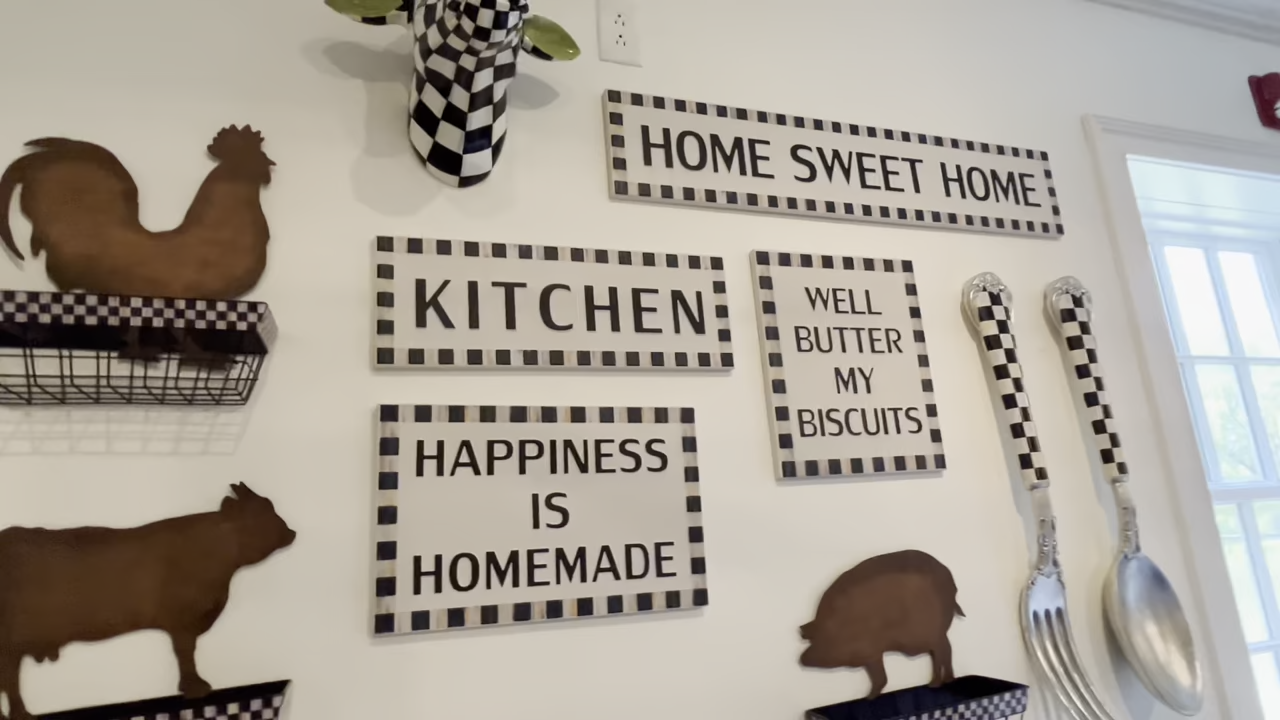 HOME SWEET HOME
KITCHEN
WELL
BUTTER
MY
BISCUITS
HAPPINESS
IS
HOMEMADE